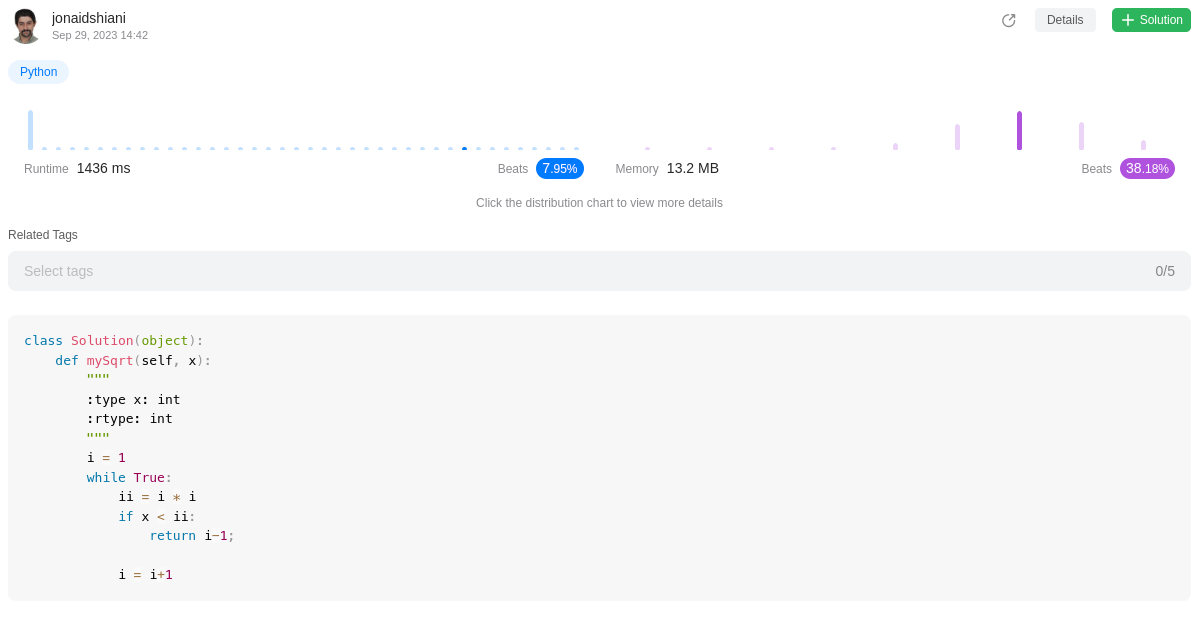 jonaidshiani
Sep 29, 2023 14:42
Details
Solution
Python
Runtime 1436 ms Beats 7.95% Memory 13.2 MB Beats 38.18%
Click the distribution chart to view more details
Related Tags
Select tags 0/5
class Solution(object):
    def mySqrt(self, x):
        """
        :type x: int
        :rtype: int
        """
        i = 1
        while True:
            ii = i * i
            if x < ii:
                return i-1;

            i = i+1